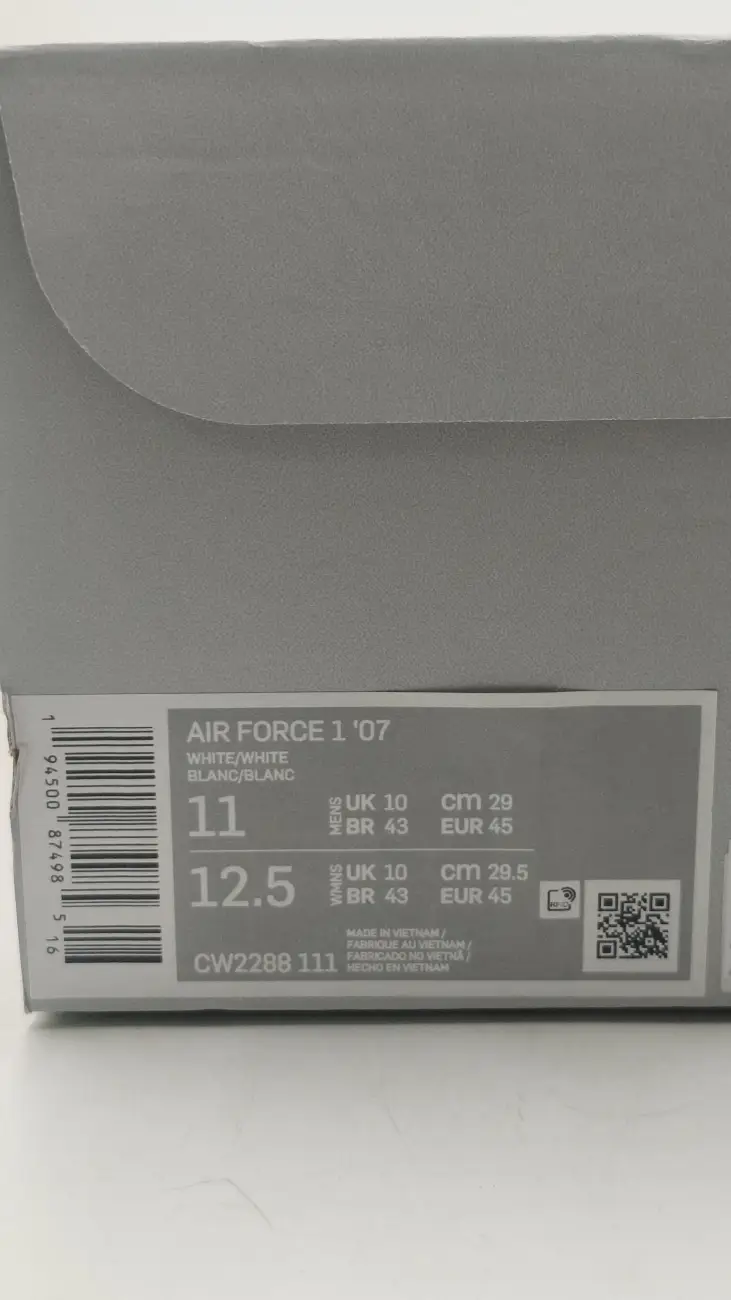 AIR FORCE 1 '07
WHITE/WHITE
BLANC/BLANC
11 MENS UK 10 cm 29
BR 43 EUR 45
12.5 WMNS UK 10 cm 29.5
BR 43 EUR 45
CW2288 111
MADE IN VIETNAM /
FABRIQUE AU VIETNAM /
FABRICADO NO VIETNÃ /
HECHO EN VIETNAM
1 94500 87498 5 16